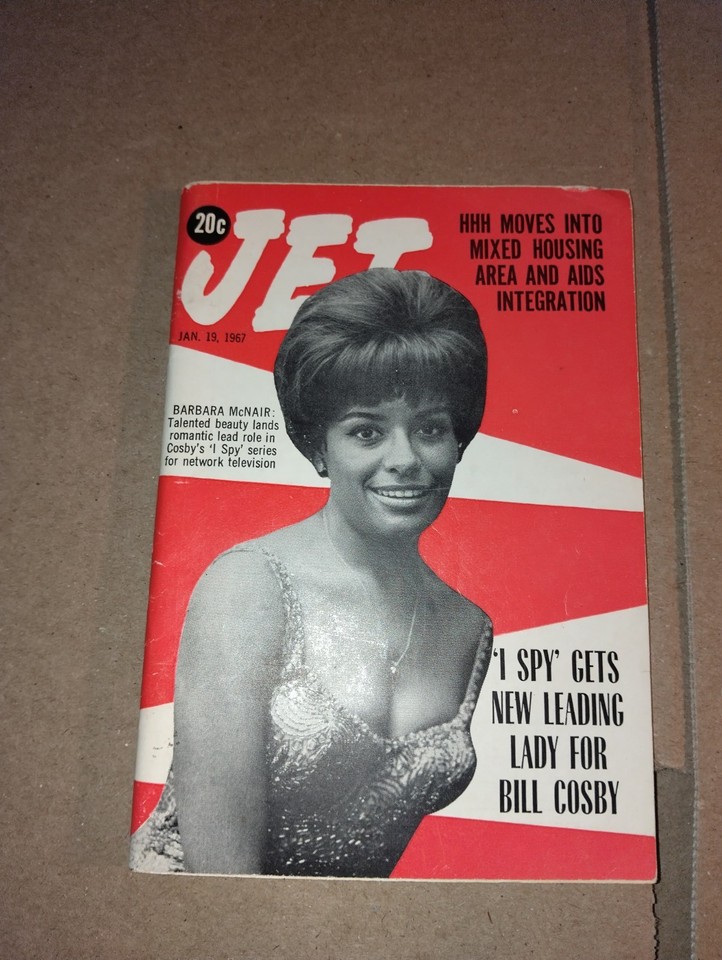 20c
JET
JAN. 19, 1967
HHH MOVES INTO
MIXED HOUSING
AREA AND AIDS
INTEGRATION
BARBARA McNAIR:
Talented beauty lands
romantic lead role in
Cosby's 'I Spy' series
for network television
'I SPY' GETS
NEW LEADING
LADY FOR
BILL COSBY